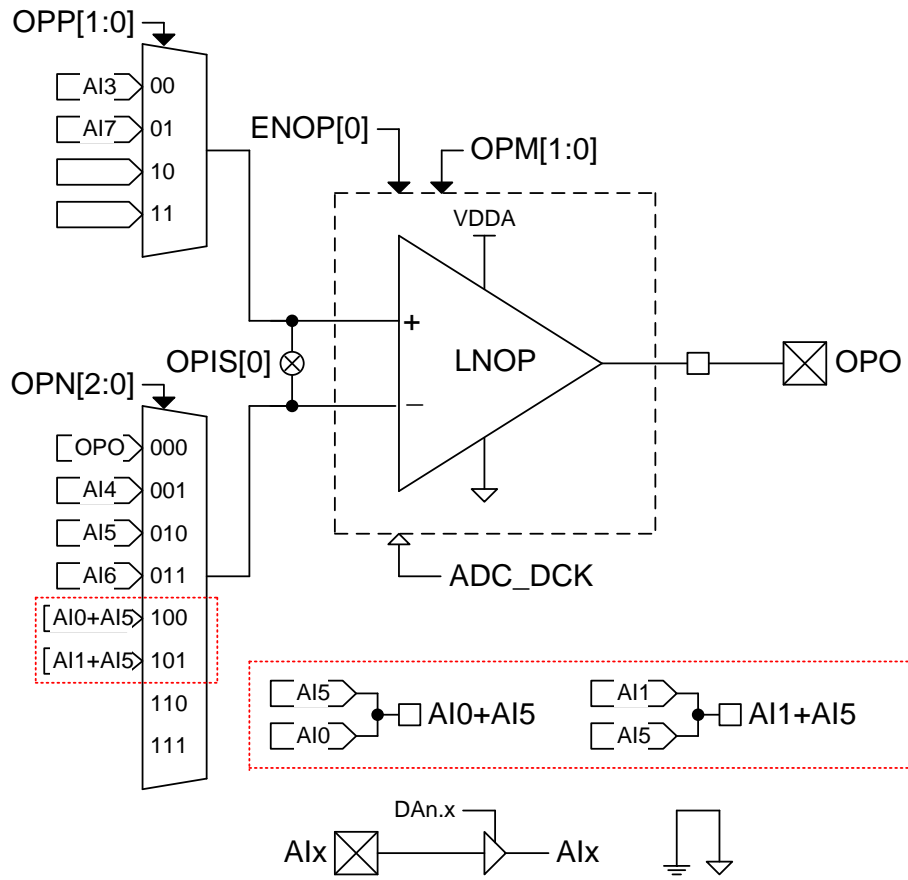 OPP[1:0]
AI3 00
AI7 01
10
11
ENOP[0]
OPM[1:0]
VDDA
+
LNOP
−
OPO
OPIS[0]
OPN[2:0]
OPO 000
AI4 001
AI5 010
AI6 011
AI0+AI5 100
AI1+AI5 101
110
111
ADC_DCK
AI5
AI0
AI0+AI5
AI1
AI5
AI1+AI5
DAn.x
AIx
AIx